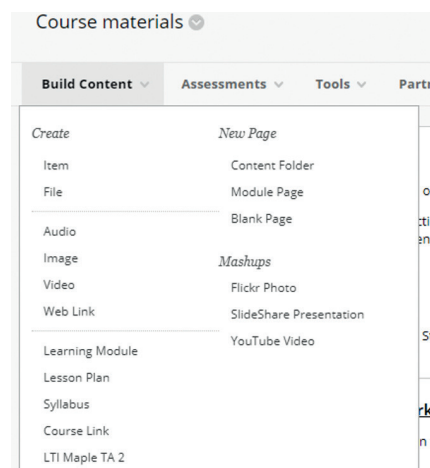 Course materials
Build Content Assessments Tools
Create
Item
File
Audio
Image
Video
Web Link
Learning Module
Lesson Plan
Syllabus
Course Link
LTI Maple TA 2
New Page
Content Folder
Module Page
Blank Page
Mashups
Flickr Photo
SlideShare Presentation
YouTube Video